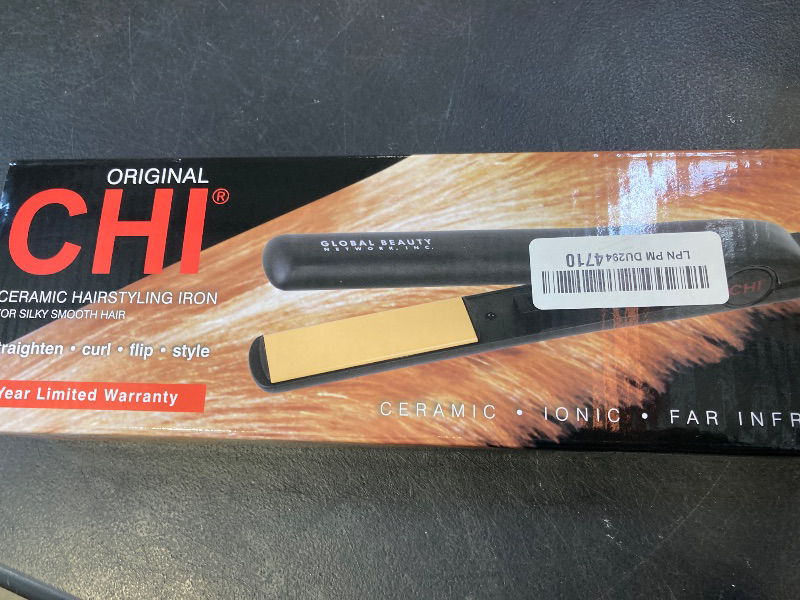 ORIGINAL
CHI®
CERAMIC HAIRSTYLING IRON
FOR SILKY SMOOTH HAIR
traighten • curl • flip • style
Year Limited Warranty
GLOBAL BEAUTY
NETWORK, INC.
LPN PM DU2944710
CHI
CERAMIC • IONIC • FAR INFR